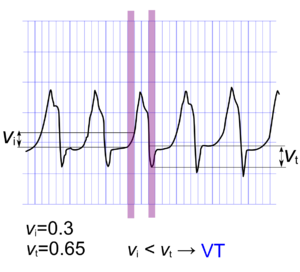 vi
vt
vi=0.3
vt=0.65
vi < vt → VT